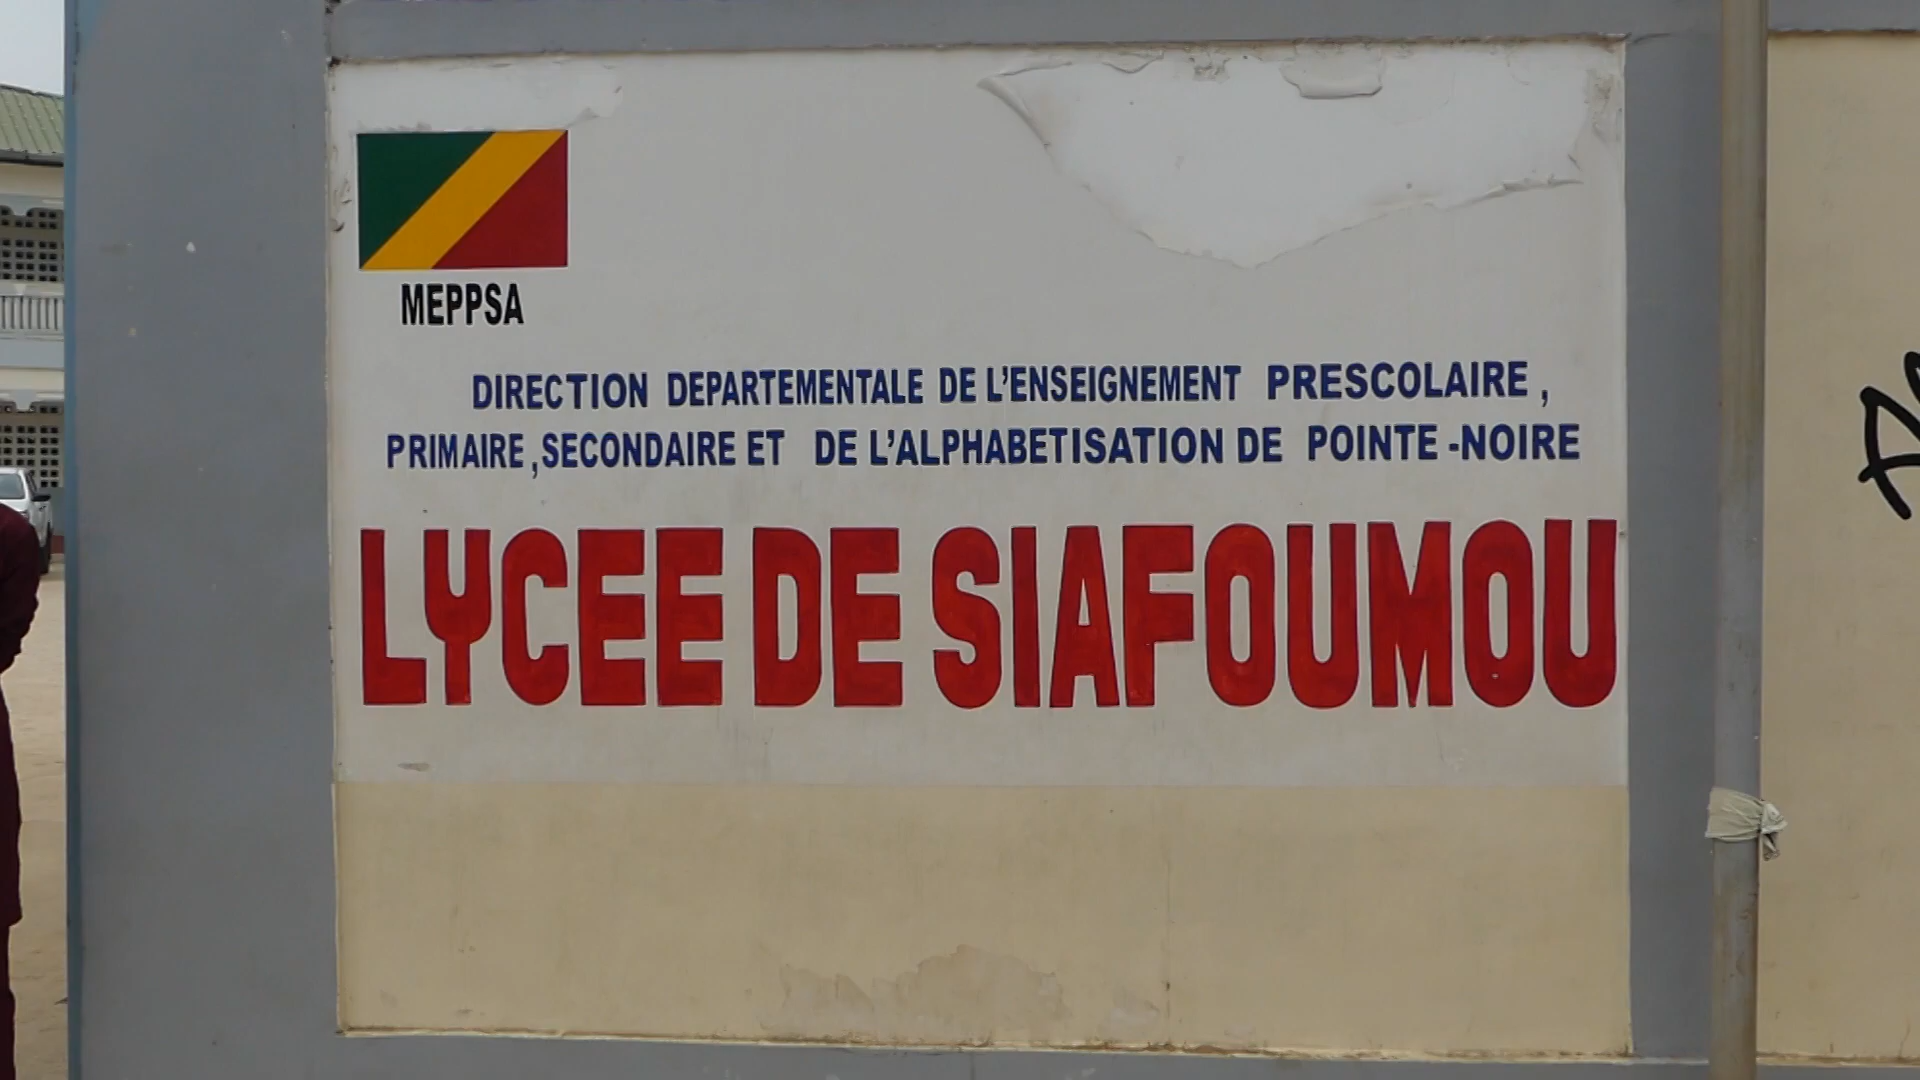 MEPPSA
DIRECTION DEPARTEMENTALE DE L'ENSEIGNEMENT PRESCOLAIRE ,
PRIMAIRE ,SECONDAIRE ET DE L'ALPHABETISATION DE POINTE -NOIRE
LYCEE DE SIAFOUMOU